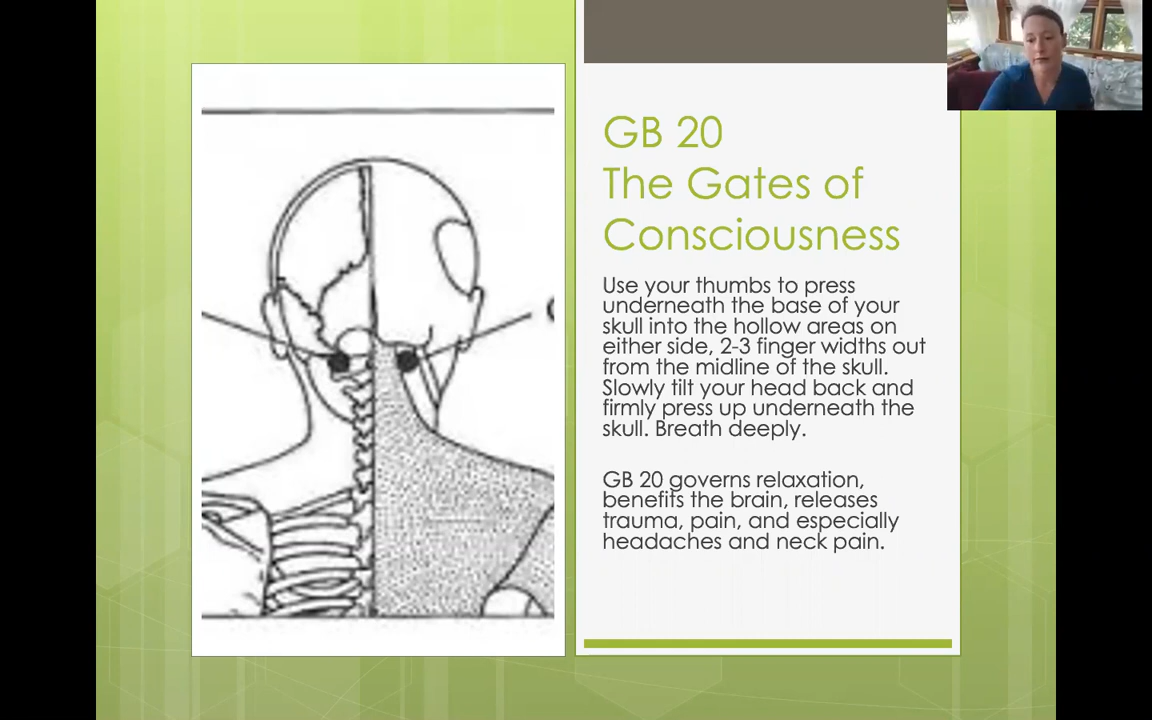 GB 20
The Gates of
Consciousness
Use your thumbs to press
underneath the base of your
skull into the hollow areas on
either side, 2-3 finger widths out
from the midline of the skull.
Slowly tilt your head back and
firmly press up underneath the
skull. Breath deeply.
GB 20 governs relaxation,
benefits the brain, releases
trauma, pain, and especially
headaches and neck pain.